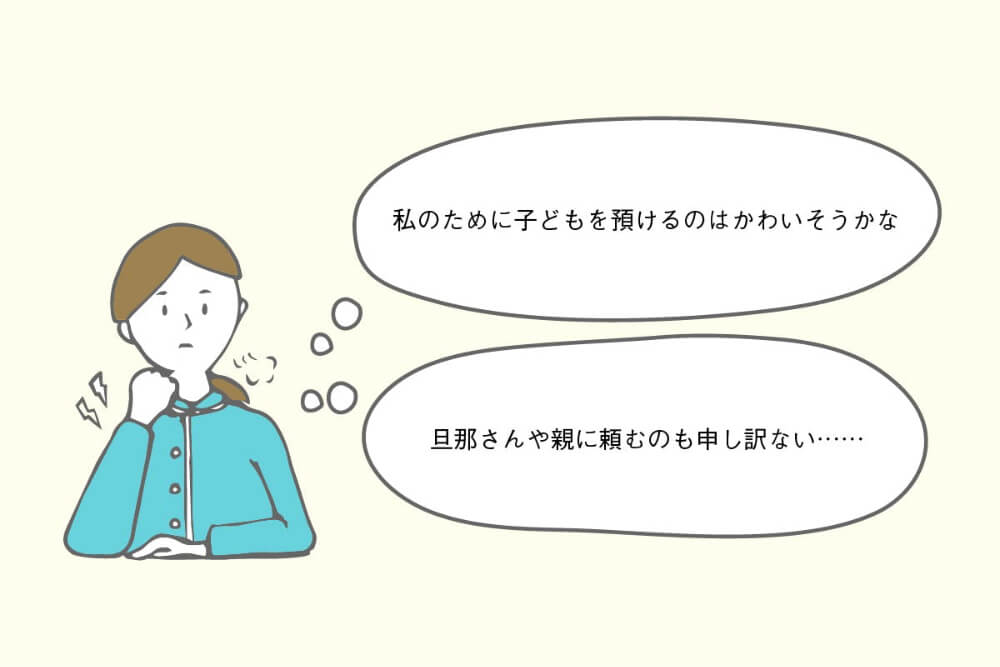 私のために子どもを預けるのはかわいそうかな
旦那さんや親に頼むのも申し訳ない……